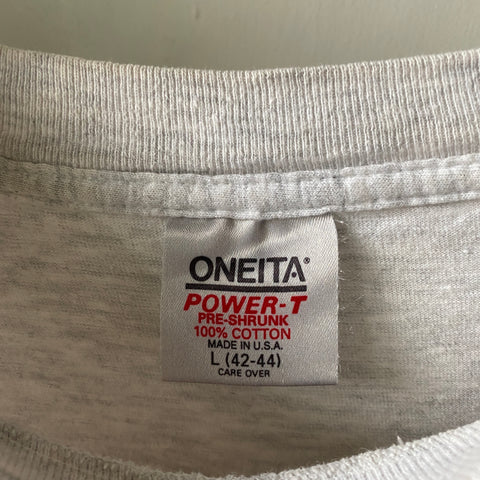 ONEITA®
POWER-T
PRE-SHRUNK
100% COTTON
MADE IN U.S.A.
L (42-44)
CARE OVER